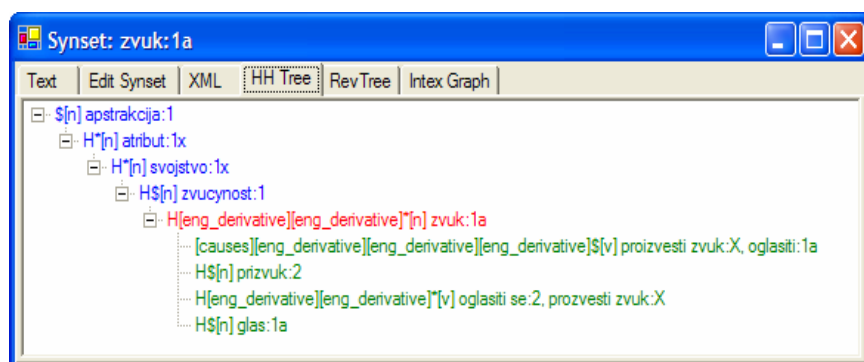 Synset: zvuk:1a
Text Edit Synset XML HH Tree RevTree Intex Graph
$[n] apstrakcija:1
H*[n] atribut:1x
H*[n] svojstvo:1x
H$[n] zvucynost:1
H[eng_derivative][eng_derivative]*[n] zvuk:1a
[causes][eng_derivative][eng_derivative][eng_derivative]$[v] proizvesti zvuk:X, oglasiti:1a
H$[n] prizvuk:2
H[eng_derivative][eng_derivative]*[v] oglasiti se:2, prozvesti zvuk:X
H$[n] glas:1a